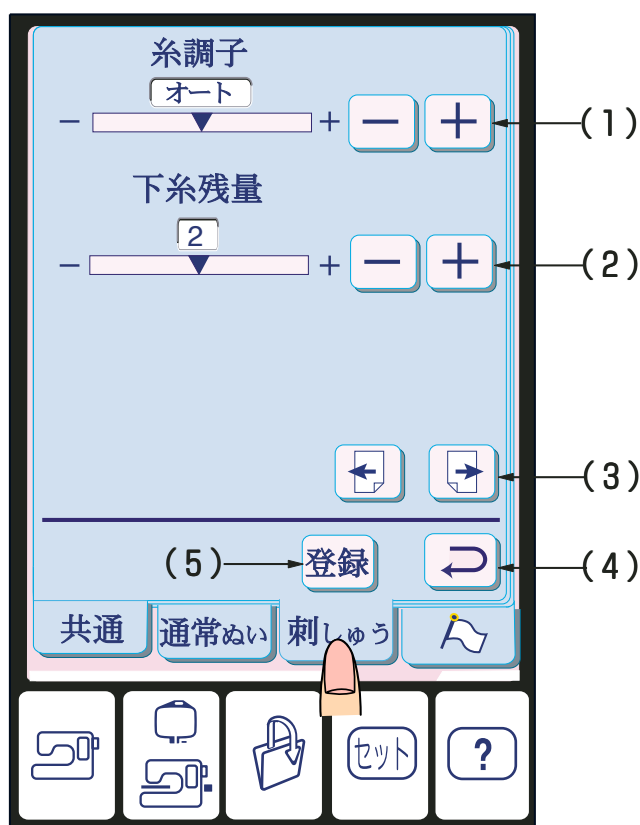 糸調子
オート
− + − + (1)
下糸残量
2
− + − + (2)
(3)
(5) 登録 (4)
共通 通常ぬい 刺しゅう
セット ?